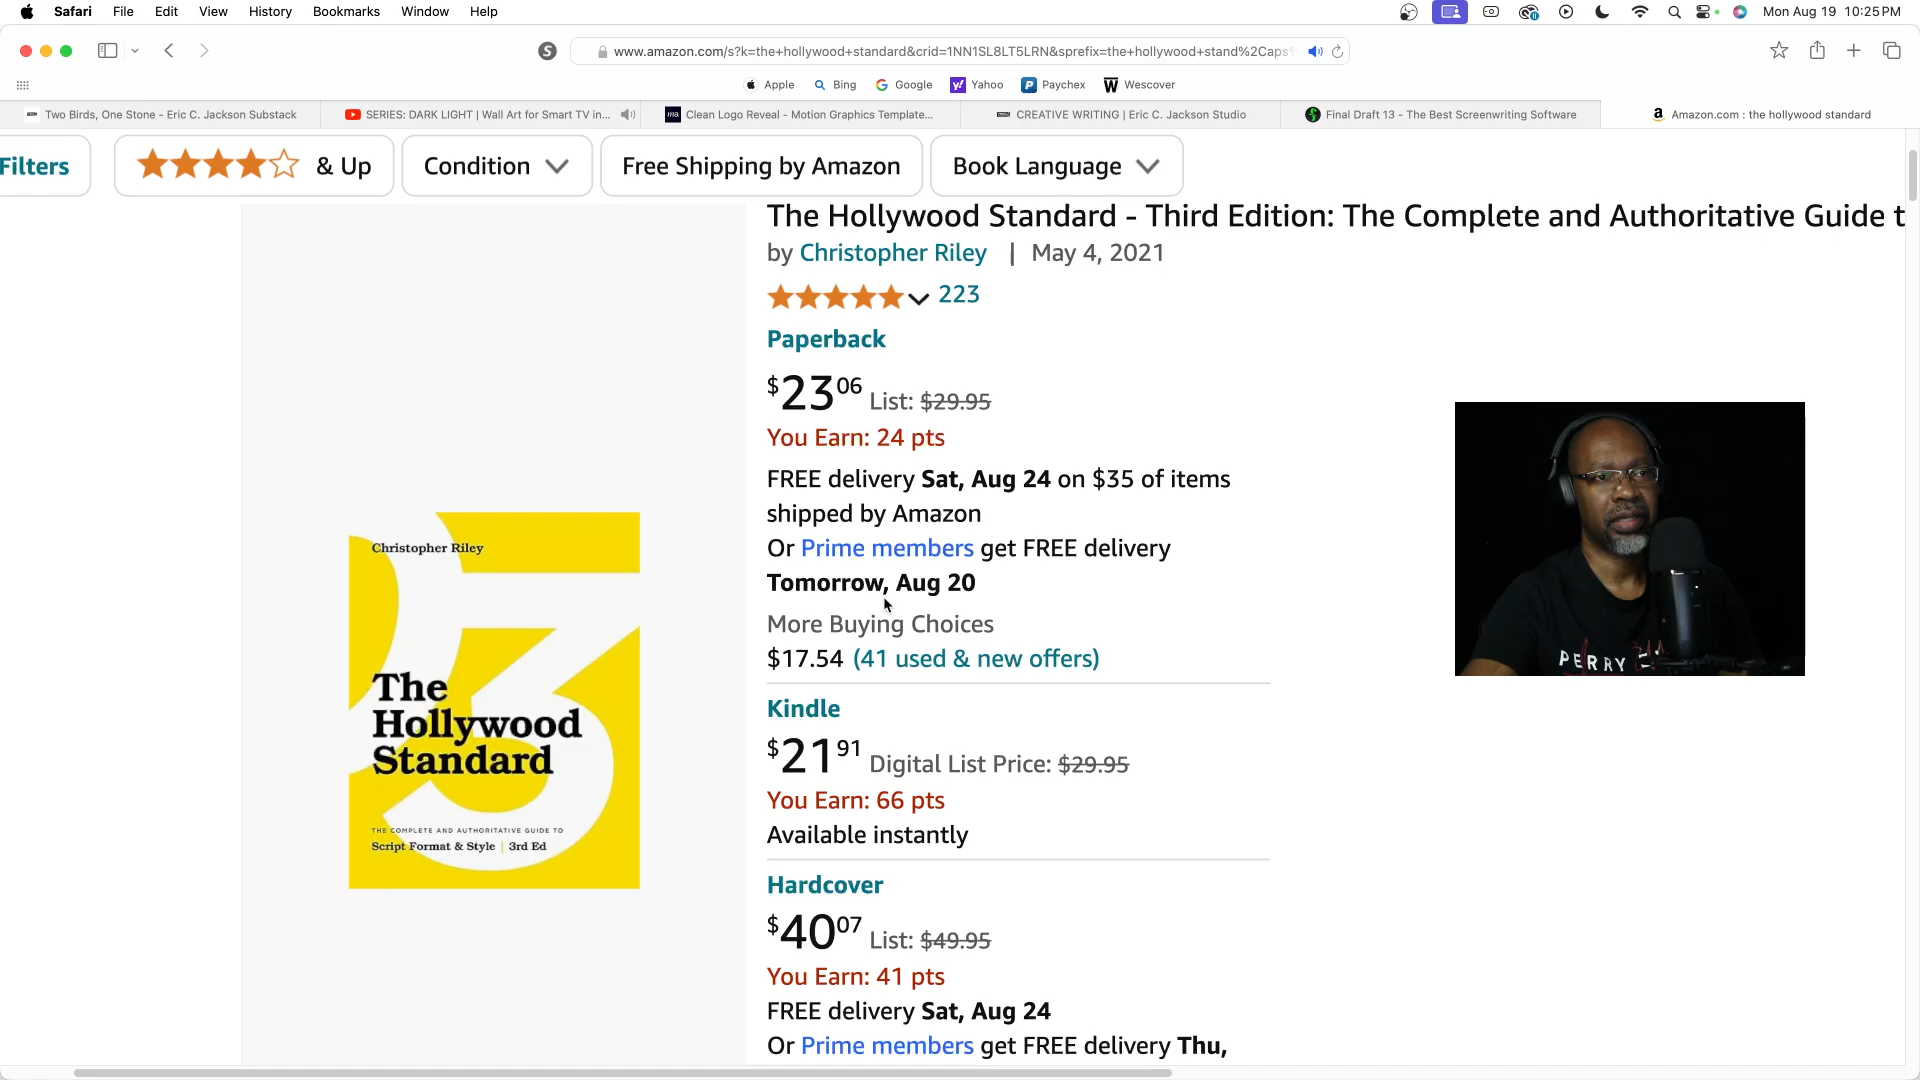 Safari File Edit View History Bookmarks Window Help Mon Aug 19 10:25 PM
www.amazon.com/s?k=the+hollywood+standard&crid=1NN1SL8LT5LRN&sprefix=the+hollywood+stand%2Caps
Apple Bing Google Yahoo Paychex Wescover
Two Birds, One Stone - Eric C. Jackson Substack SERIES: DARK LIGHT | Wall Art for Smart TV in... Clean Logo Reveal - Motion Graphics Template... CREATIVE WRITING | Eric C. Jackson Studio Final Draft 13 - The Best Screenwriting Software Amazon.com : the hollywood standard
Filters & Up Condition Free Shipping by Amazon Book Language
The Hollywood Standard - Third Edition: The Complete and Authoritative Guide t
by Christopher Riley | May 4, 2021
223
Paperback
$23.06 List: $29.95
You Earn: 24 pts
FREE delivery Sat, Aug 24 on $35 of items
shipped by Amazon
Or Prime members get FREE delivery
Tomorrow, Aug 20
More Buying Choices
$17.54 (41 used & new offers)
Kindle
$21.91 Digital List Price: $29.95
You Earn: 66 pts
Available instantly
Hardcover
$40.07 List: $49.95
You Earn: 41 pts
FREE delivery Sat, Aug 24
Or Prime members get FREE delivery Thu,
Christopher Riley
The
Hollywood
Standard
THE COMPLETE AND AUTHORITATIVE GUIDE TO
Script Format & Style | 3rd Ed
PERRY